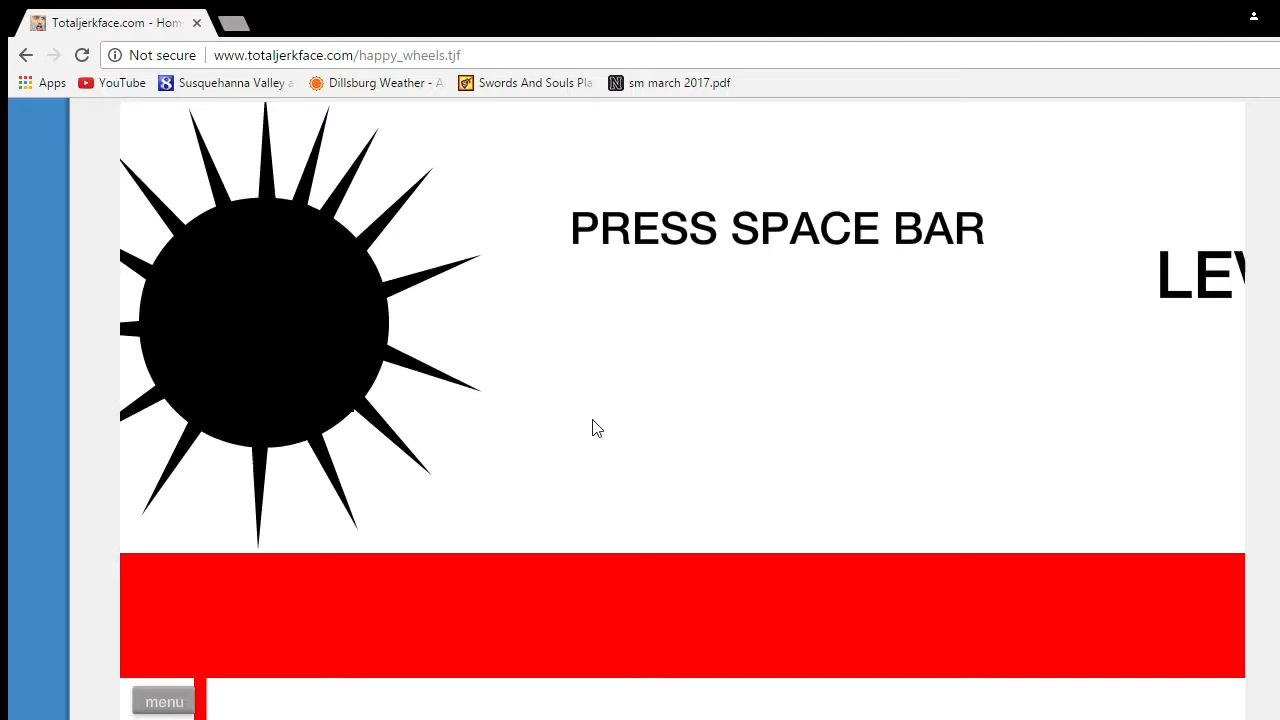 Totaljerkface.com - Hom
Not secure
www.totaljerkface.com/happy_wheels.tjf
Apps
YouTube
Susquehanna Valley a
Dillsburg Weather - A
Swords And Souls Pla
sm march 2017.pdf
PRESS SPACE BAR
LEV
menu